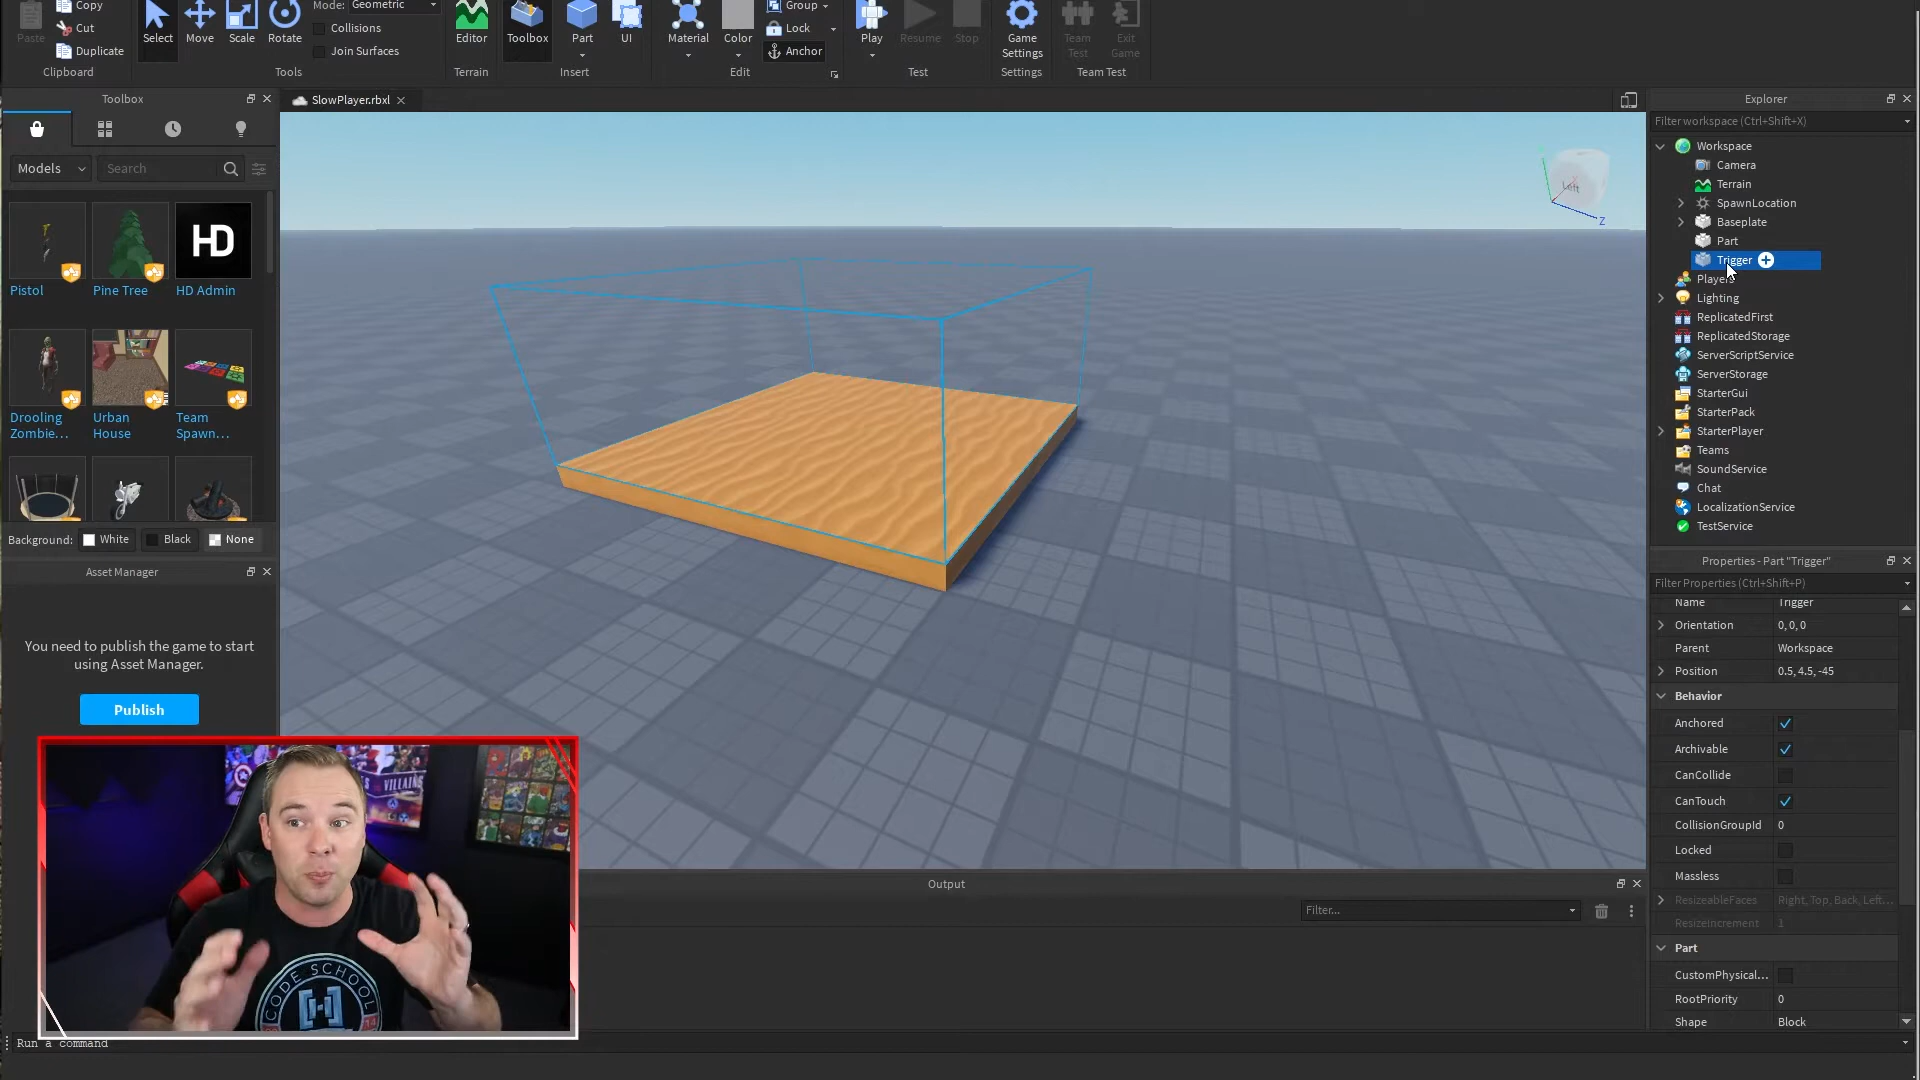 Copy
Mode: Geometric
Group
Paste
Cut
Select
Move
Scale
Rotate
Collisions
Editor
Toolbox
Part
UI
Material
Color
Lock
Play
Resume
Stop
Game
Settings
Team
Test
Exit
Game
Duplicate
Join Surfaces
Anchor
Clipboard
Tools
Terrain
Insert
Edit
Test
Settings
Team Test
Toolbox
SlowPlayer.rbxl
Explorer
Filter workspace (Ctrl+Shift+X)
Models
Search
HD
Pistol
Pine Tree
HD Admin
Drooling
Zombie...
Urban
House
Team
Spawn...
Background:
White
Black
None
Asset Manager
You need to publish the game to start
using Asset Manager.
Publish
Left
Z
Workspace
Camera
Terrain
SpawnLocation
Baseplate
Part
Trigger
Players
Lighting
ReplicatedFirst
ReplicatedStorage
ServerScriptService
ServerStorage
StarterGui
StarterPack
StarterPlayer
Teams
SoundService
Chat
LocalizationService
TestService
Properties - Part "Trigger"
Filter Properties (Ctrl+Shift+P)
Name Trigger
Orientation 0, 0, 0
Parent Workspace
Position 0.5, 4.5, -45
Behavior
Anchored
Archivable
CanCollide
CanTouch
CollisionGroupId 0
Locked
Massless
ResizeableFaces Right, Top, Back, Left...
ResizeIncrement 1
Part
CustomPhysical...
RootPriority 0
Shape Block
Output
Filter...
VILLAINS
CODE SCHOOL
Run a command